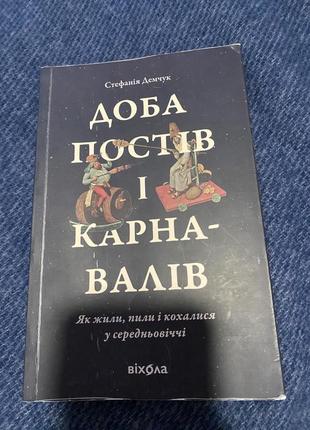 Стефанія Демчук
ДОБА
ПОСТІВ
І
КАРНА-
ВАЛІВ
Як жили, пили і кохалися
у середньовіччі
віхола